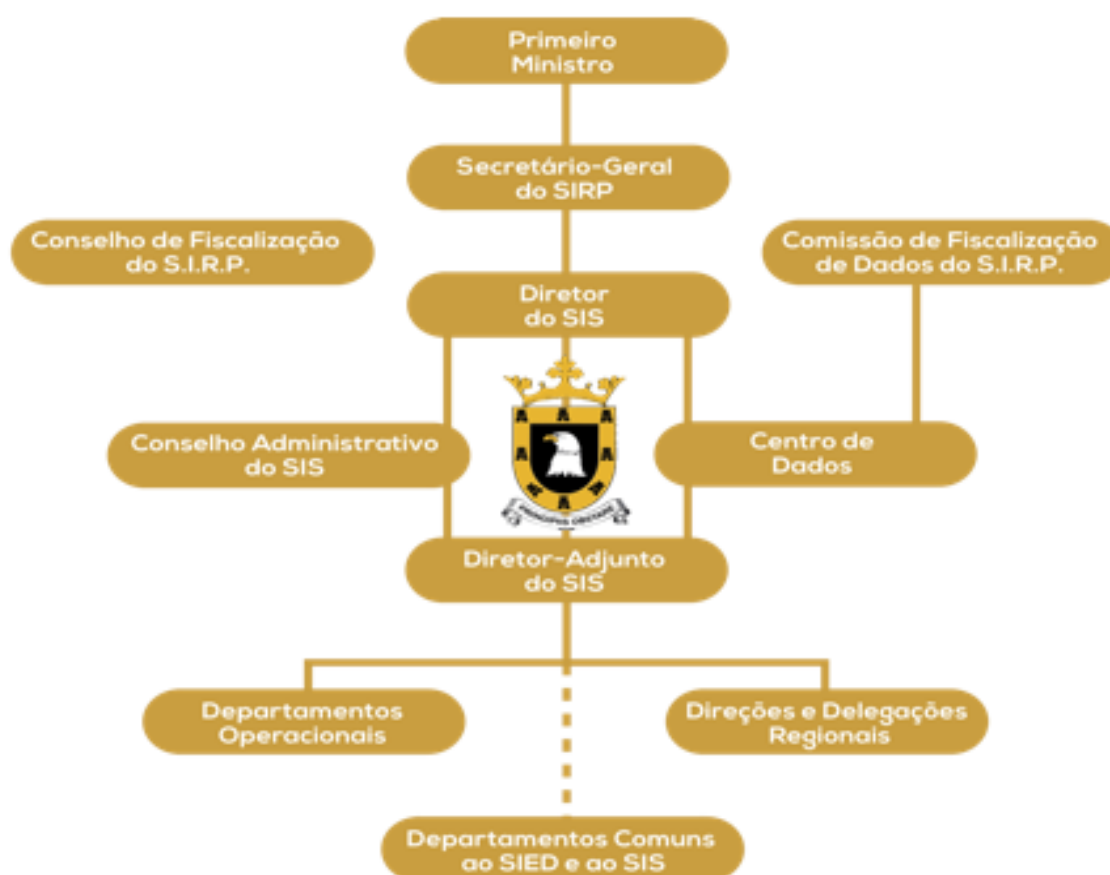 Primeiro
Ministro
Secretário-Geral
do SIRP
Conselho de Fiscalização
do S.I.R.P.
Comissão de Fiscalização
de Dados do S.I.R.P.
Diretor
do SIS
Conselho Administrativo
do SIS
Centro de
Dados
Diretor-Adjunto
do SIS
Departamentos
Operacionais
Direções e Delegações
Regionais
Departamentos Comuns
ao SIED e ao SIS